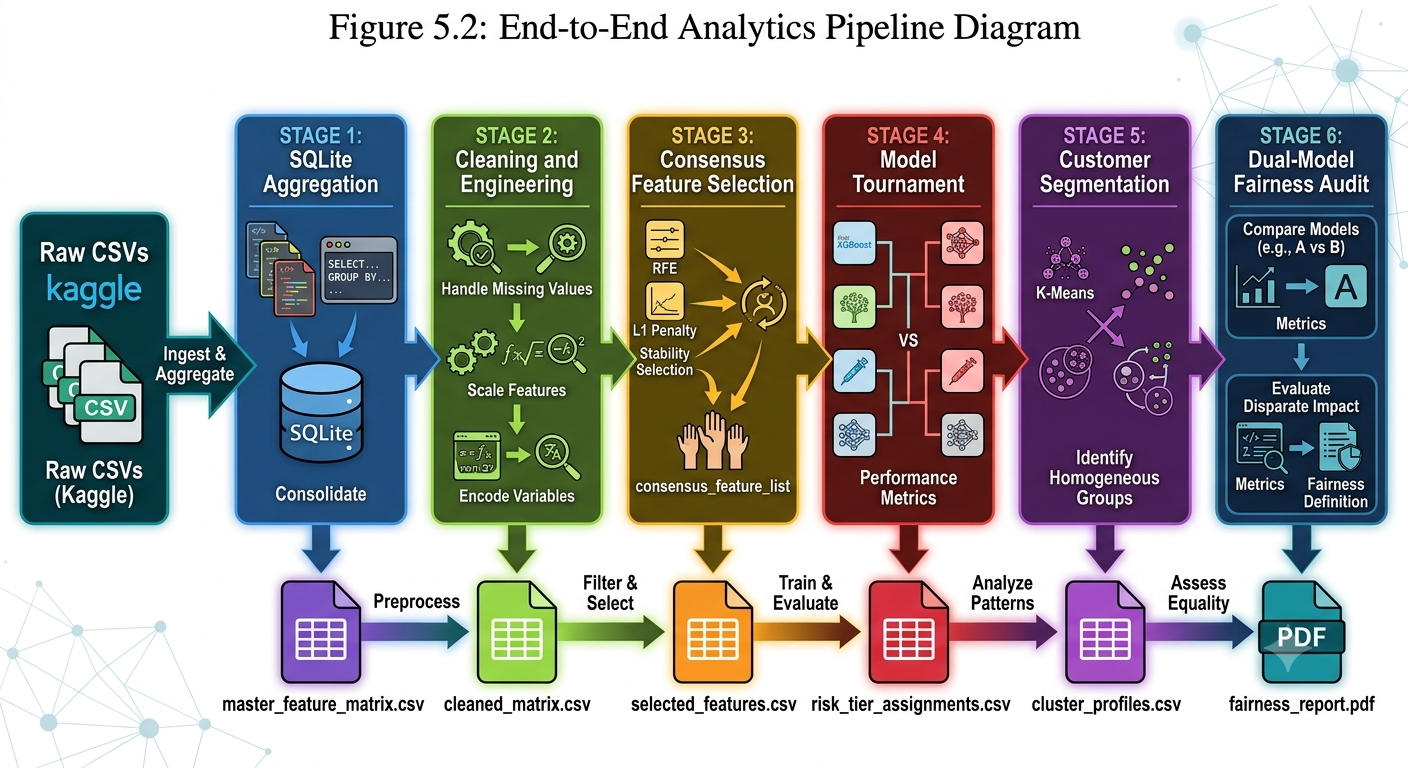 Figure 5.2: End-to-End Analytics Pipeline Diagram
Raw CSVs
kaggle
CSV
Raw CSVs
(Kaggle)
Ingest &
Aggregate
STAGE 1:
SQLite
Aggregation
SELECT...
GROUP BY...
...
SQLite
Consolidate
STAGE 2:
Cleaning and
Engineering
Handle Missing Values
Scale Features
Encode Variables
STAGE 3:
Consensus
Feature Selection
RFE
L1 Penalty
Stability
Selection
consensus_feature_list
STAGE 4:
Model
Tournament
XGBoost
VS
Performance
Metrics
STAGE 5:
Customer
Segmentation
K-Means
Identify
Homogeneous
Groups
STAGE 6:
Dual-Model
Fairness Audit
Compare Models
(e.g., A vs B)
A
Metrics
Evaluate
Disparate Impact
Metrics
Fairness
Definition
Preprocess
Filter &
Select
Train &
Evaluate
Analyze
Patterns
Assess
Equality
PDF
master_feature_matrix.csv
cleaned_matrix.csv
selected_features.csv
risk_tier_assignments.csv
cluster_profiles.csv
fairness_report.pdf